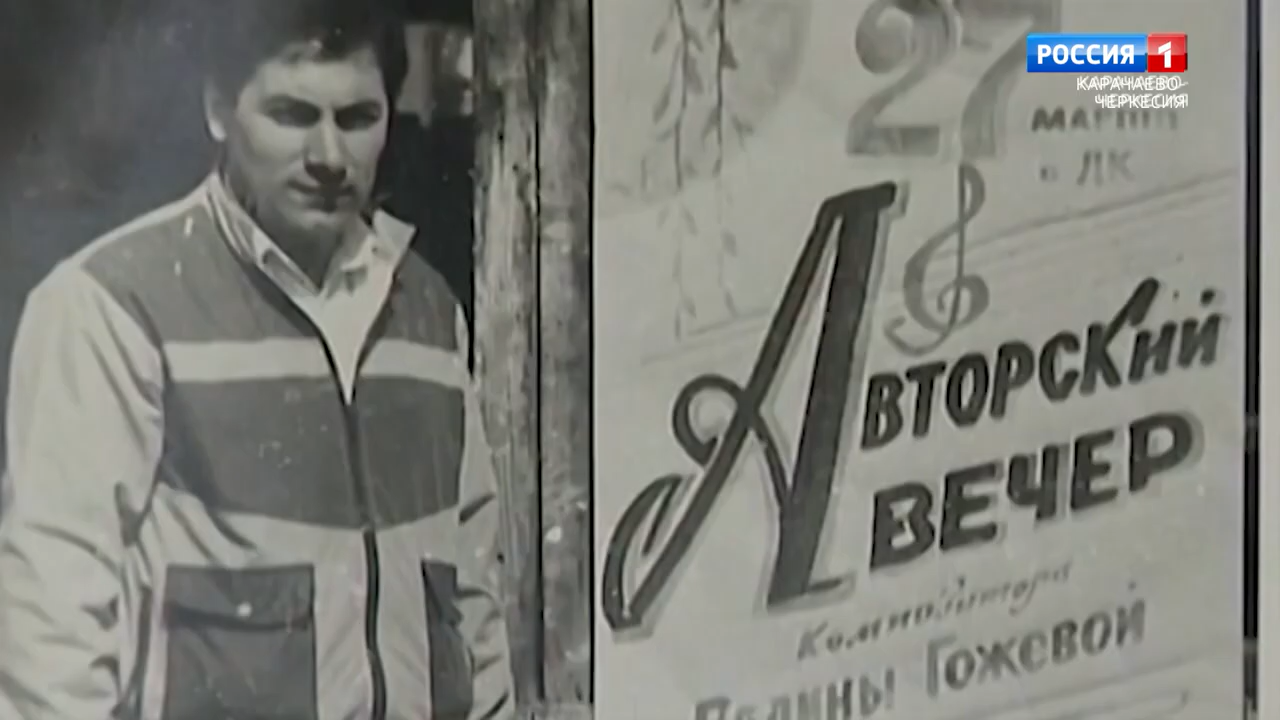 РОССИЯ 1
КАРАЧАЕВО-
ЧЕРКЕСИЯ
27
МАРТА
в ДК
АВТОРСКИЙ
ВЕЧЕР
Композитора
Гожевой